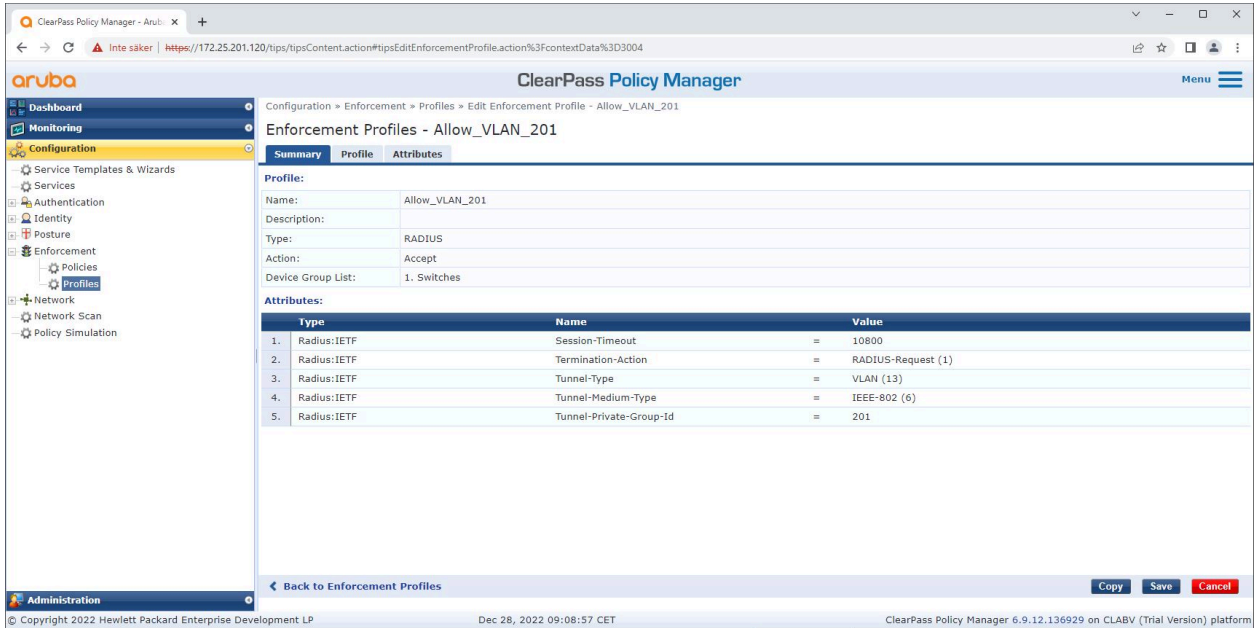 ClearPass Policy Manager - Arub
Inte säker | https://172.25.201.120/tips/tipsContent.action#tipsEditEnforcementProfile.action%3FcontextData%3D3004
aruba
ClearPass Policy Manager
Menu
Dashboard
Monitoring
Configuration
Service Templates & Wizards
Services
Authentication
Identity
Posture
Enforcement
Policies
Profiles
Network
Network Scan
Policy Simulation
Administration
Configuration » Enforcement » Profiles » Edit Enforcement Profile - Allow_VLAN_201
Enforcement Profiles - Allow_VLAN_201
Summary Profile Attributes
Profile:
Name: Allow_VLAN_201
Description:
Type: RADIUS
Action: Accept
Device Group List: 1. Switches
Attributes:
Type Name Value
1. Radius:IETF Session-Timeout = 10800
2. Radius:IETF Termination-Action = RADIUS-Request (1)
3. Radius:IETF Tunnel-Type = VLAN (13)
4. Radius:IETF Tunnel-Medium-Type = IEEE-802 (6)
5. Radius:IETF Tunnel-Private-Group-Id = 201
Back to Enforcement Profiles
Copy Save Cancel
© Copyright 2022 Hewlett Packard Enterprise Development LP Dec 28, 2022 09:08:57 CET ClearPass Policy Manager 6.9.12.136929 on CLABV (Trial Version) platform